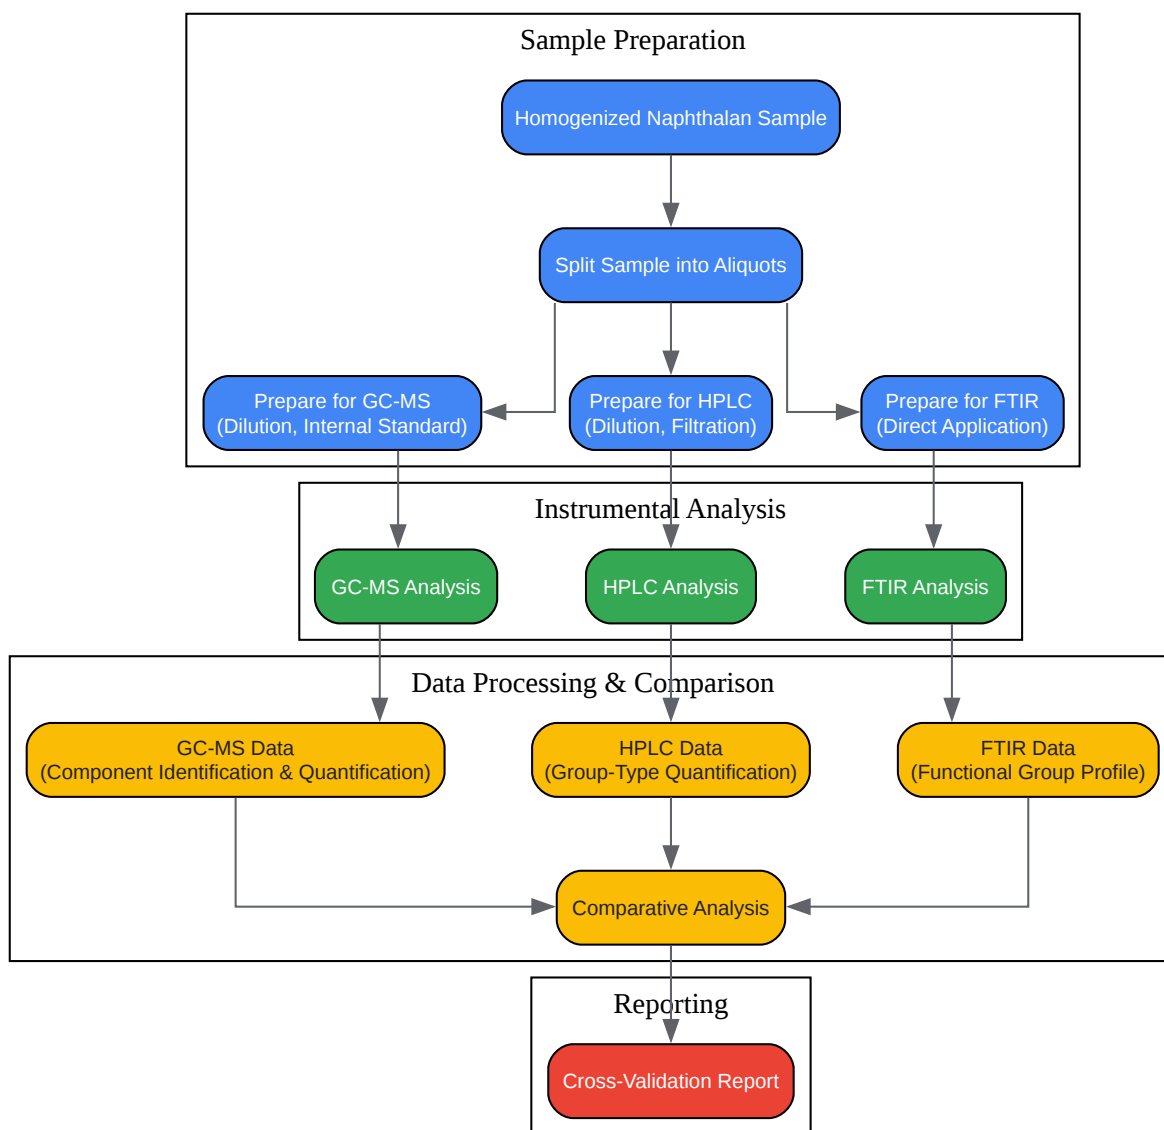 Sample Preparation
Homogenized Naphthalan Sample
Split Sample into Aliquots
Prepare for GC-MS
(Dilution, Internal Standard)
Prepare for HPLC
(Dilution, Filtration)
Prepare for FTIR
(Direct Application)
Instrumental Analysis
GC-MS Analysis
HPLC Analysis
FTIR Analysis
Data Processing & Comparison
GC-MS Data
(Component Identification & Quantification)
HPLC Data
(Group-Type Quantification)
FTIR Data
(Functional Group Profile)
Comparative Analysis
Reporting
Cross-Validation Report